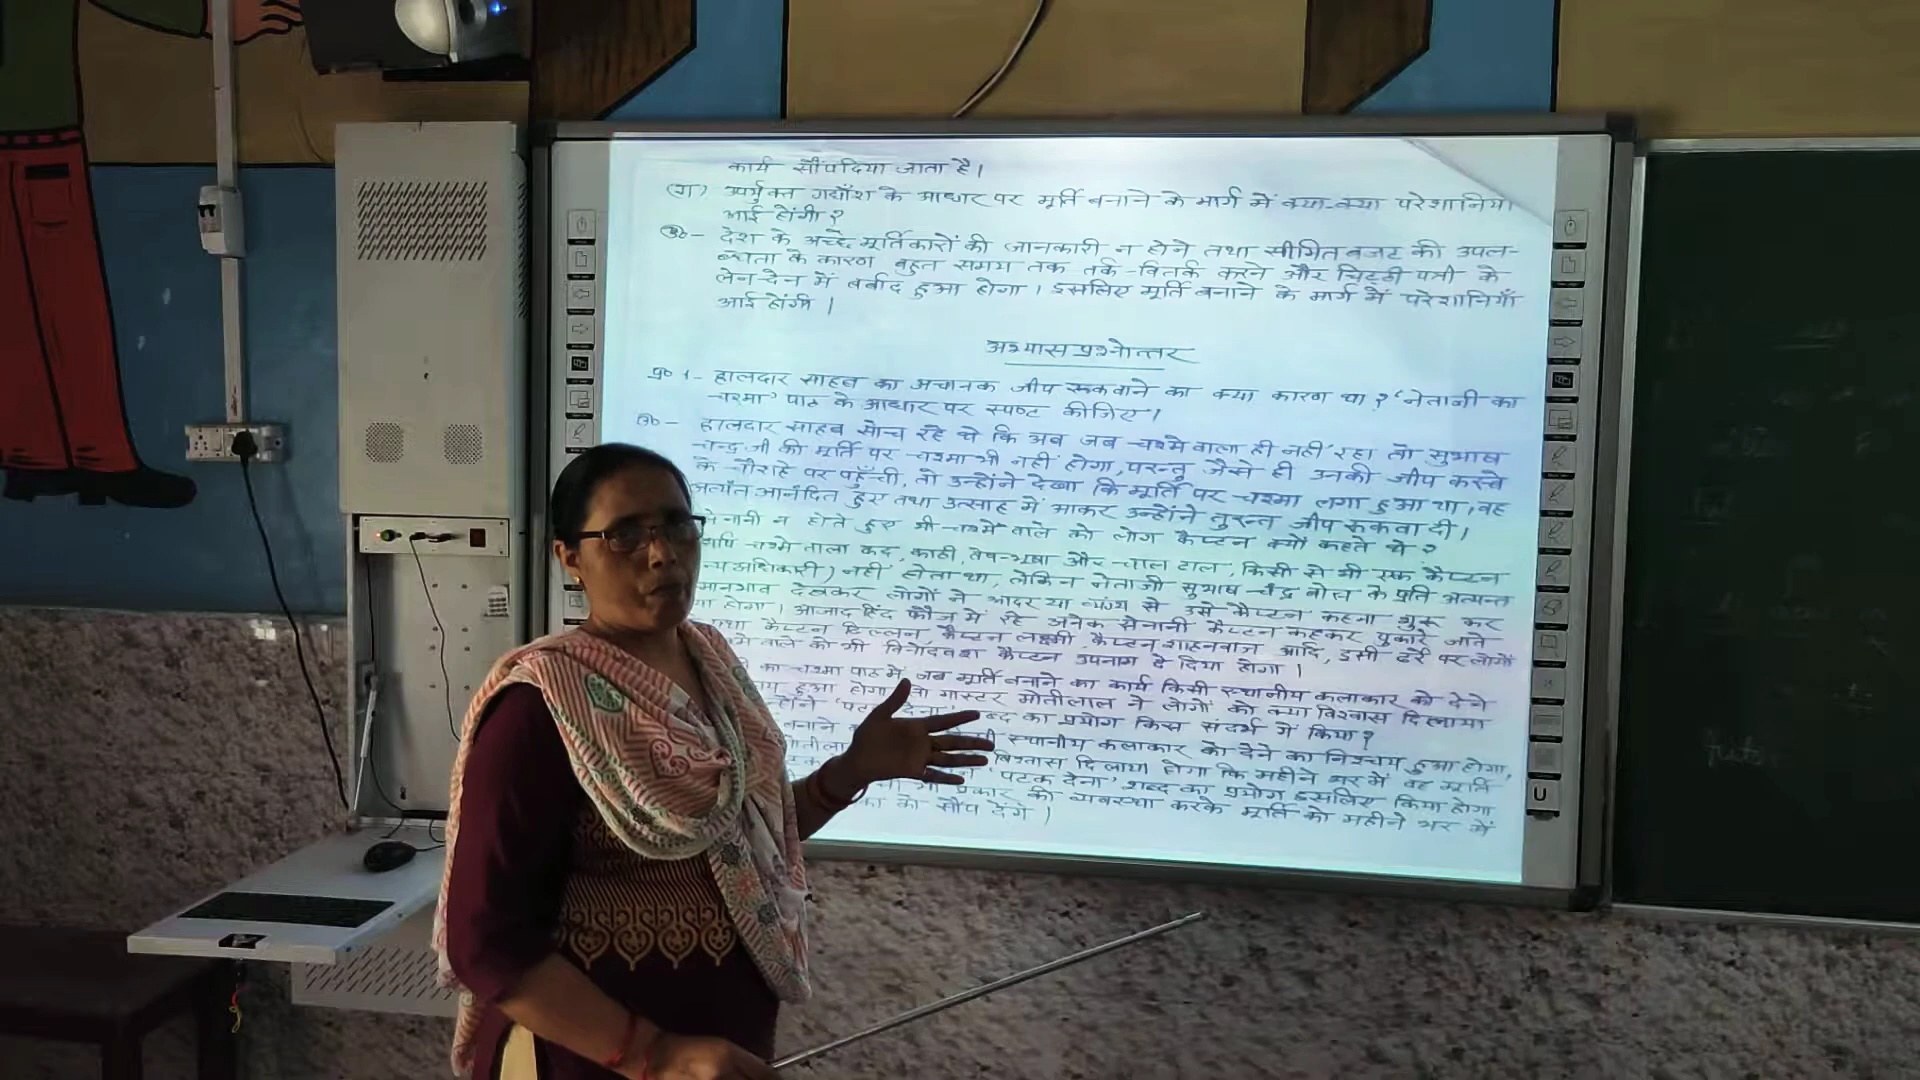 कार्य सौंपदिया जाता है।
(ग) उपर्युक्त गद्याँश के आधार पर मूर्ति बनाने के मार्ग में क्या-क्या परेशानियाँ
आई होंगी ?
उ०- देश के अच्छे मूर्तिकारों की जानकारी न होने तथा सीमित बजट की उपल-
ब्धता के कारण बहुत समय तक तर्क-वितर्क करने और चिट्ठी पत्री के
लेन-देन में बर्बाद हुआ होगा। इसलिए मूर्ति बनाने के मार्ग में परेशानियाँ
आई होंगी।
अभ्यास प्रश्नोत्तर
प्र० 1- हालदार साहब का अचानक जीप रूकवाने का क्या कारण था ? 'नेताजी का
चश्मा' पाठ के आधार पर स्पष्ट कीजिए।
उ०- हालदार साहब सोच रहे थे कि अब जब चश्मे वाला ही नहीं रहा तो सुभाष
चन्द्र जी की मूर्ति पर चश्मा भी नहीं होगा, परन्तु जैसे ही उनकी जीप कस्बे
के चौराहे पर पहुँची, तो उन्होंने देखा कि मूर्ति पर चश्मा लगा हुआ था। वह
अत्यंत आनंदित हुए तथा उत्साह में आकर उन्होंने तुरन्त जीप रूकवा दी।
सेनानी न होते हुए भी चश्मे वाले को लोग कैप्टन क्यों कहते थे ?
चश्मे वाला कद, काठी, वेष-भूषा और चाल ढाल, किसी से भी एक कैप्टन
अधिकारी) नहीं होता था, लेकिन नेताजी सुभाष चंद्र बोस के प्रति अत्यन्त
देखकर लोगों ने आदर या व्यंग्य से उसे कैप्टन कहना शुरू कर
होगा। आजाद हिंद फौज में रहे अनेक सेनानी कैप्टन कहकर पुकारे जाते
कैप्टन ढिल्लन, कैप्टन लक्ष्मी, कैप्टन शाहनवाज आदि, इसी ढर्रे पर लोगों
वाले को भी विनोदवश कैप्टन उपनाम दे दिया होगा।
का चश्मा पाठ में जब मूर्ति बनाने का कार्य किसी स्थानीय कलाकार को देने
हुआ होगा तो मास्टर मोतीलाल ने लोगों को क्या विश्वास दिलाया
देना' शब्द का प्रयोग किस संदर्भ में किया ?
बनाने स्थानीय कलाकार को देने का निश्चय हुआ होगा,
विश्वास दिलाया होगा कि महीने भर में वह मूर्ति
'पटक देना' शब्द का प्रयोग इसलिए किया होगा
प्रकार की व्यवस्था करके मूर्ति को महीने भर में
को सौंप देंगे।